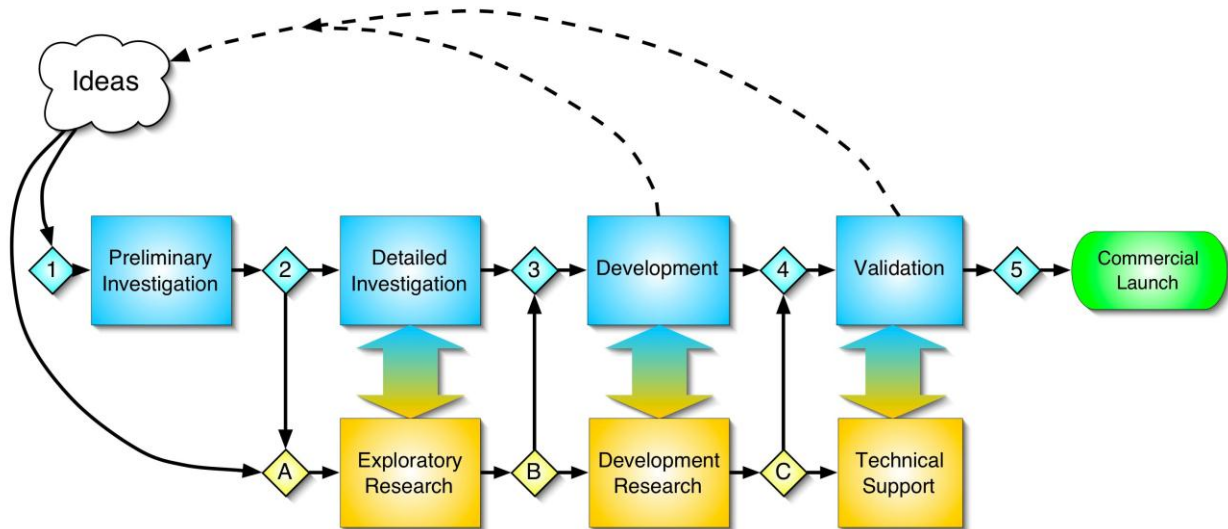 Ideas
1
Preliminary
Investigation
2
Detailed
Investigation
3
Development
4
Validation
5
Commercial
Launch
A
Exploratory
Research
B
Development
Research
C
Technical
Support